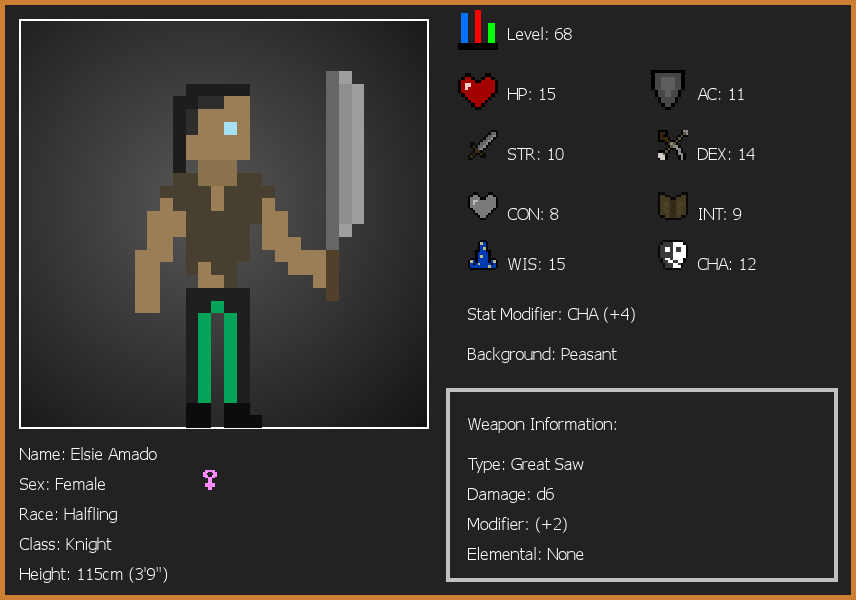 Level: 68
HP: 15
AC: 11
STR: 10
DEX: 14
CON: 8
INT: 9
WIS: 15
CHA: 12
Stat Modifier: CHA (+4)
Background: Peasant
Weapon Information:
Type: Great Saw
Damage: d6
Modifier: (+2)
Elemental: None
Name: Elsie Amado
Sex: Female
Race: Halfling
Class: Knight
Height: 115cm (3'9")